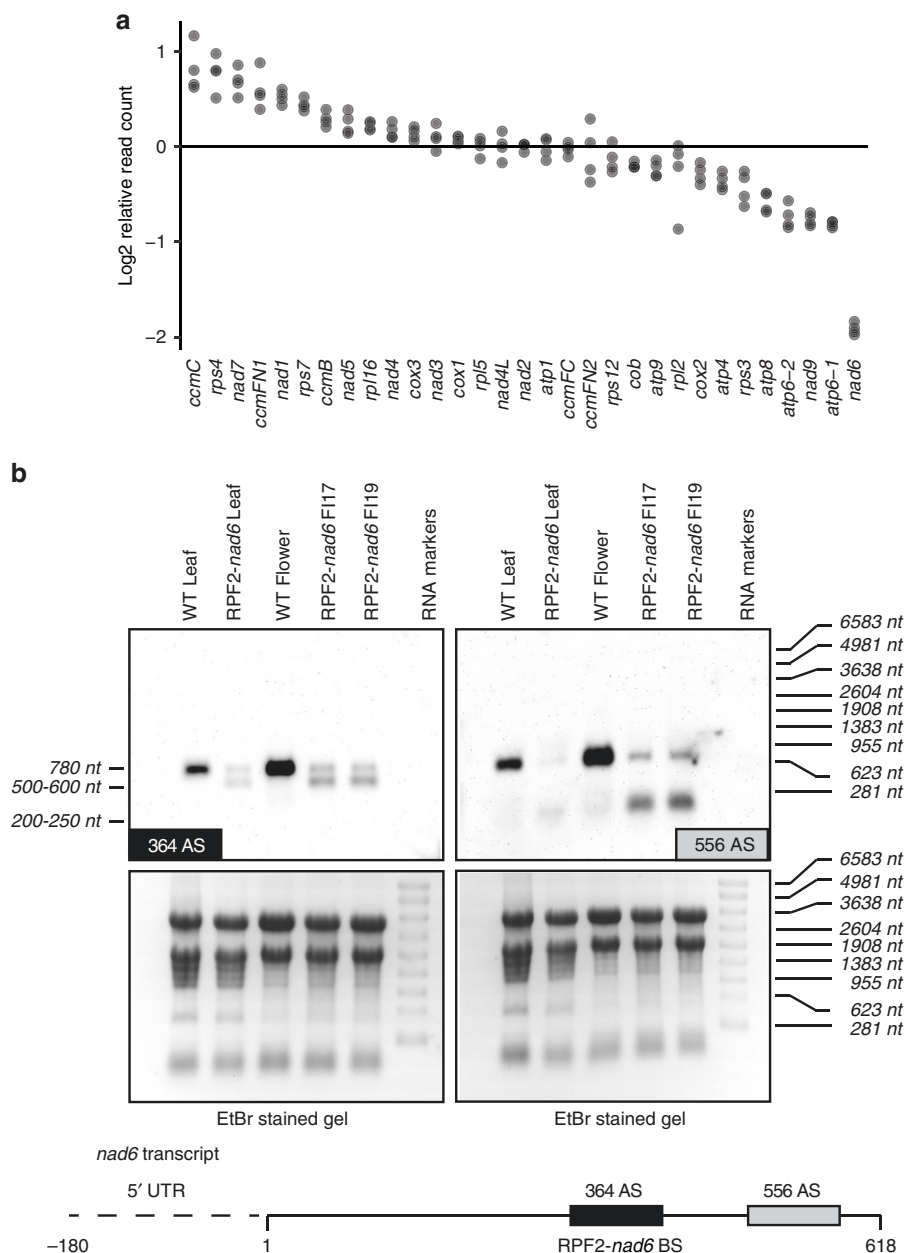 a
Log2 relative read count
1
0
−1
−2
ccmC
rps4
nad7
ccmFN1
nad1
rps7
ccmB
nad5
rpl16
nad4
cox3
nad3
cox1
rpl5
nad4L
nad2
atp1
ccmFC
ccmFN2
rps12
cob
atp9
rpl2
cox2
atp4
rps3
atp8
atp6−2
nad9
atp6−1
nad6
b
WT Leaf
RPF2-nad6 Leaf
WT Flower
RPF2-nad6 Fl17
RPF2-nad6 Fl19
RNA markers
WT Leaf
RPF2-nad6 Leaf
WT Flower
RPF2-nad6 Fl17
RPF2-nad6 Fl19
RNA markers
780 nt
500-600 nt
200-250 nt
364 AS
556 AS
6583 nt
4981 nt
3638 nt
2604 nt
1908 nt
1383 nt
955 nt
623 nt
281 nt
6583 nt
4981 nt
3638 nt
2604 nt
1908 nt
1383 nt
955 nt
623 nt
281 nt
EtBr stained gel
EtBr stained gel
nad6 transcript
5′ UTR
364 AS
556 AS
−180
1
RPF2-nad6 BS
618